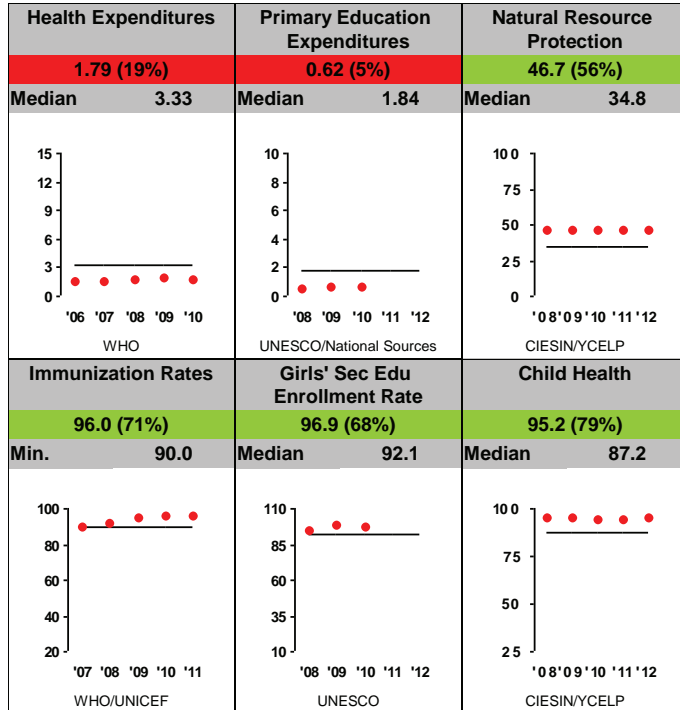 Health Expenditures
1.79 (19%)
Median 3.33
15
12
9
6
3
0
'06 '07 '08 '09 '10
WHO
Primary Education
Expenditures
0.62 (5%)
Median 1.84
10
8
6
4
2
0
'08 '09 '10 '11 '12
UNESCO/National Sources
Natural Resource
Protection
46.7 (56%)
Median 34.8
100
75
50
25
0
'08 '09 '10 '11 '12
CIESIN/YCELP
Immunization Rates
96.0 (71%)
Min. 90.0
100
80
60
40
20
'07 '08 '09 '10 '11
WHO/UNICEF
Girls' Sec Edu
Enrollment Rate
96.9 (68%)
Median 92.1
110
85
60
35
10
'08 '09 '10 '11 '12
UNESCO
Child Health
95.2 (79%)
Median 87.2
100
75
50
25
'08 '09 '10 '11 '12
CIESIN/YCELP